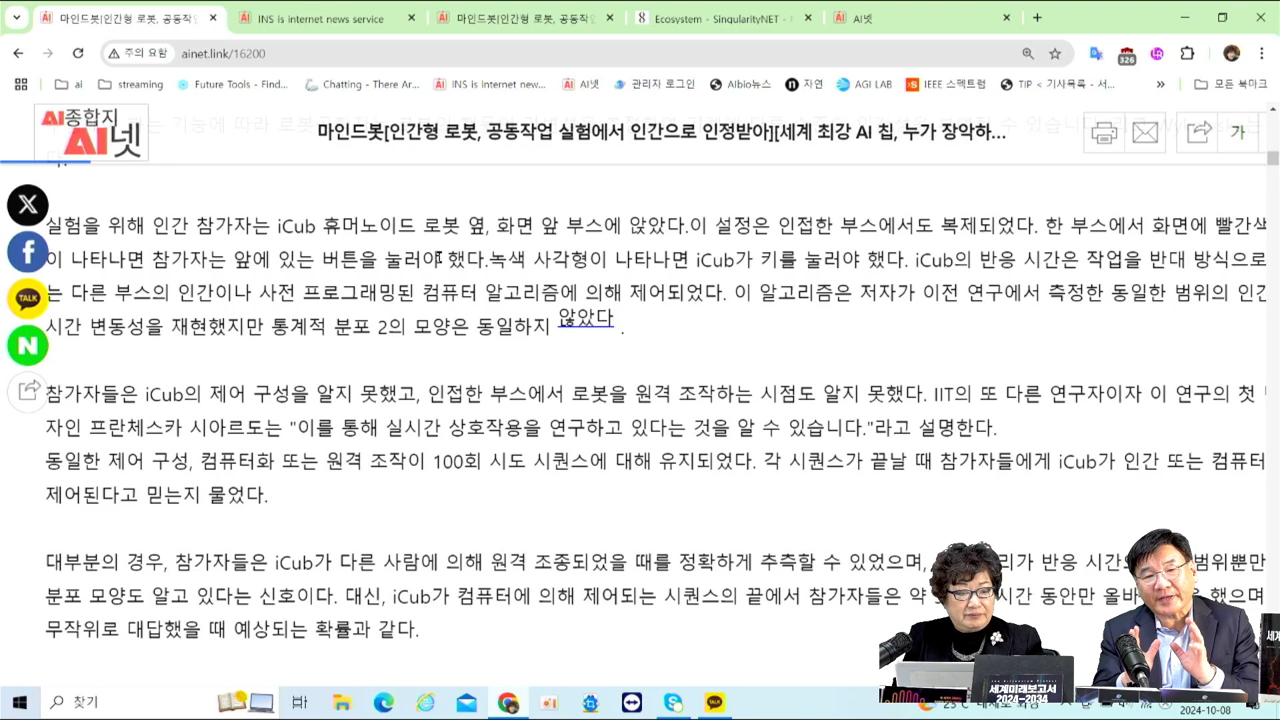 마인드봇[인간형 로봇, 공동작업
INS is internet news service
마인드봇[인간형 로봇, 공동작업
Ecosystem - SingularityNET -
AI넷
주의 요함 ainet.link/16200
326
ai
streaming
Future Tools - Find...
Chatting - There Ar...
INS is internet new...
AI넷
관리자 로그인
Albio뉴스
자연
AGI LAB
IEEE 스펙트럼
TIP < 기사목록 - 서...
모든 북마크
AI종합지
AI넷
마인드봇[인간형 로봇, 공동작업 실험에서 인간으로 인정받아][세계 최강 AI 칩, 누가 장악하...
가
실험을 위해 인간 참가자는 iCub 휴머노이드 로봇 옆, 화면 앞 부스에 앉았다.이 설정은 인접한 부스에서도 복제되었다. 한 부스에서 화면에 빨간색
이 나타나면 참가자는 앞에 있는 버튼을 눌러야 했다.녹색 사각형이 나타나면 iCub가 키를 눌러야 했다. iCub의 반응 시간은 작업을 반대 방식으로
는 다른 부스의 인간이나 사전 프로그래밍된 컴퓨터 알고리즘에 의해 제어되었다. 이 알고리즘은 저자가 이전 연구에서 측정한 동일한 범위의 인간
시간 변동성을 재현했지만 통계적 분포 2의 모양은 동일하지 않았다 .
참가자들은 iCub의 제어 구성을 알지 못했고, 인접한 부스에서 로봇을 원격 조작하는 시점도 알지 못했다. IIT의 또 다른 연구자이자 이 연구의 첫
자인 프란체스카 시아르도는 "이를 통해 실시간 상호작용을 연구하고 있다는 것을 알 수 있습니다."라고 설명한다.
동일한 제어 구성, 컴퓨터화 또는 원격 조작이 100회 시도 시퀀스에 대해 유지되었다. 각 시퀀스가 끝날 때 참가자들에게 iCub가 인간 또는 컴퓨터
제어된다고 믿는지 물었다.
대부분의 경우, 참가자들은 iCub가 다른 사람에 의해 원격 조종되었을 때를 정확하게 추측할 수 있었으며, 리가 반응 시간 범위뿐만
분포 모양도 알고 있다는 신호이다. 대신, iCub가 컴퓨터에 의해 제어되는 시퀀스의 끝에서 참가자들은 약 시간 동안만 했으며
무작위로 대답했을 때 예상되는 확률과 같다.
세계미래보고서
2024-2034
찾기
TALK
2024-10-08